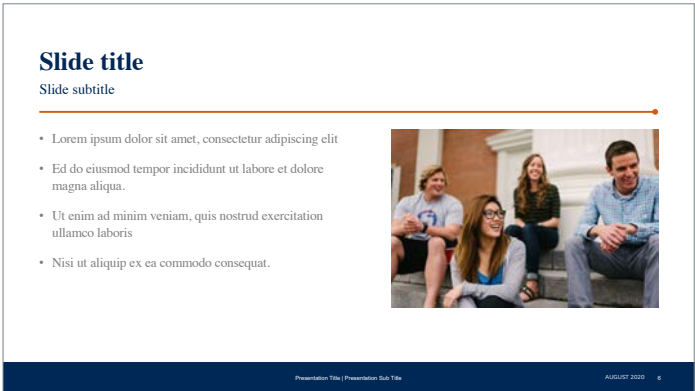 Slide title
Slide subtitle
• Lorem ipsum dolor sit amet, consectetur adipiscing elit
• Ed do eiusmod tempor incididunt ut labore et dolore
magna aliqua.
• Ut enim ad minim veniam, quis nostrud exercitation
ullamco laboris
• Nisi ut aliquip ex ea commodo consequat.
Presentation Title | Presentation Sub Title
AUGUST 2020 6